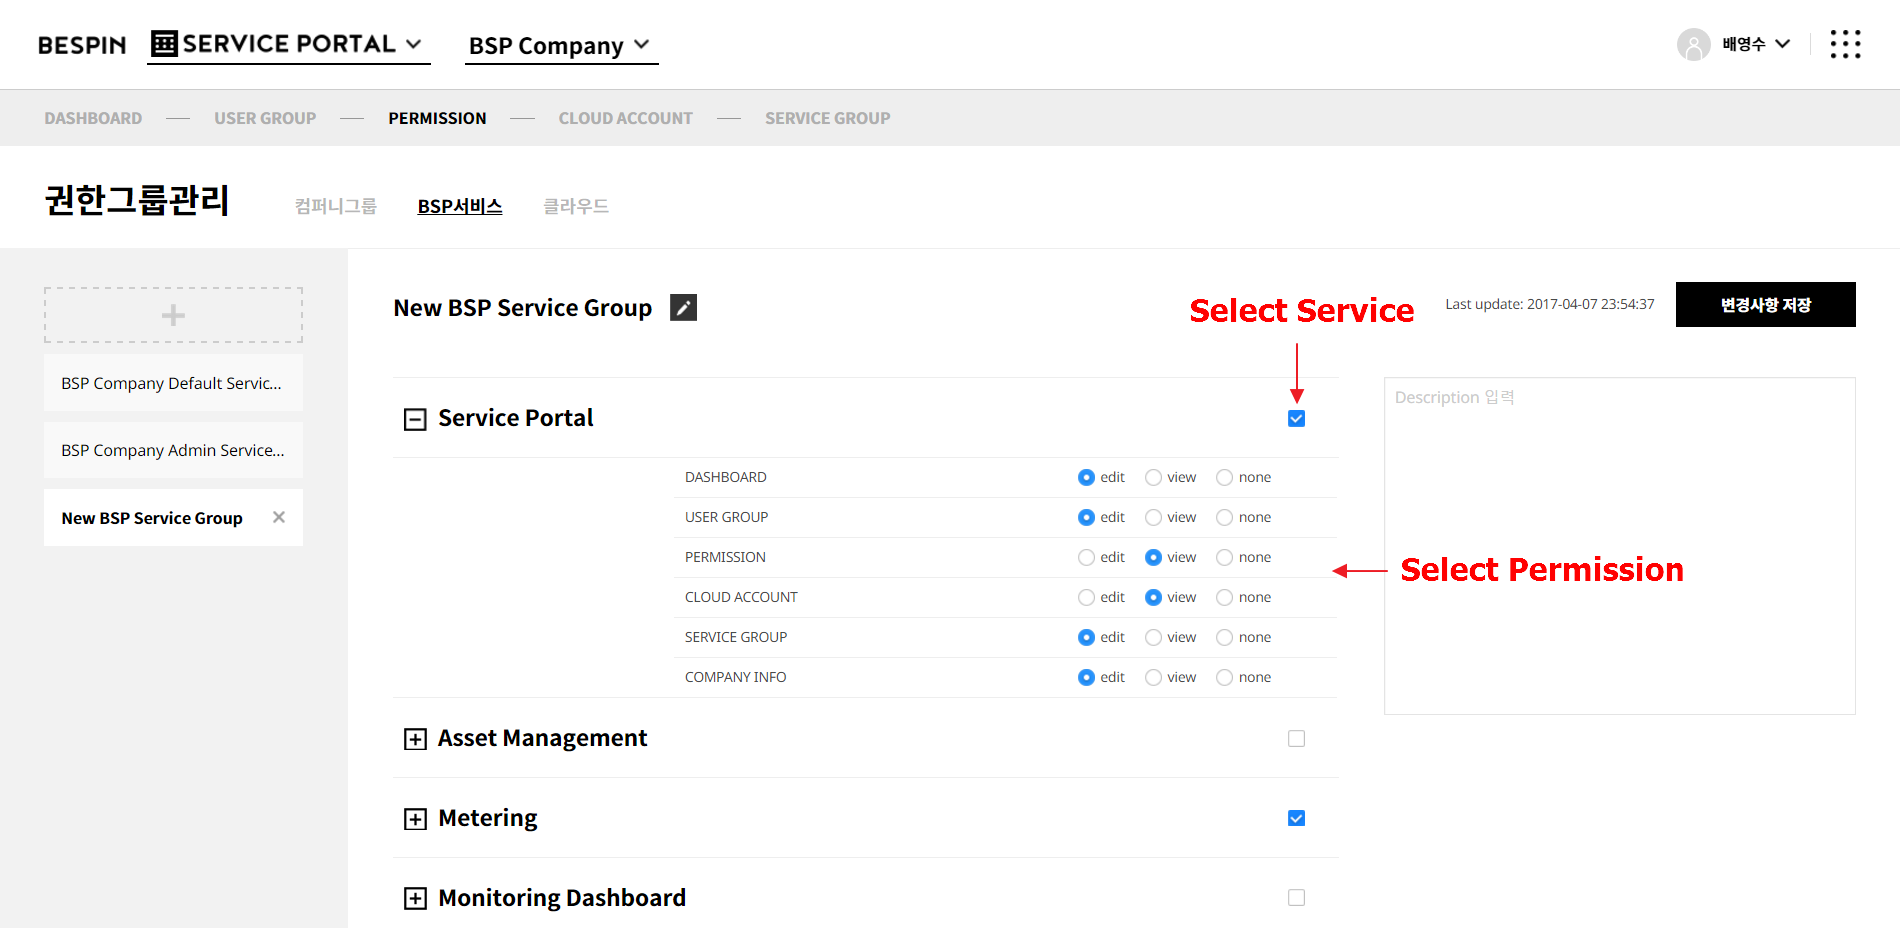 BESPIN SERVICE PORTAL BSP Company 배영수
DASHBOARD USER GROUP PERMISSION CLOUD ACCOUNT SERVICE GROUP
권한그룹관리 컴퍼니그룹 BSP서비스 클라우드
BSP Company Default Servic...
BSP Company Admin Service...
New BSP Service Group
New BSP Service Group
Select Service
Last update: 2017-04-07 23:54:37
변경사항 저장
Service Portal
DASHBOARD edit view none
USER GROUP edit view none
PERMISSION edit view none
CLOUD ACCOUNT edit view none
SERVICE GROUP edit view none
COMPANY INFO edit view none
Asset Management
Metering
Monitoring Dashboard
Description 입력
Select Permission